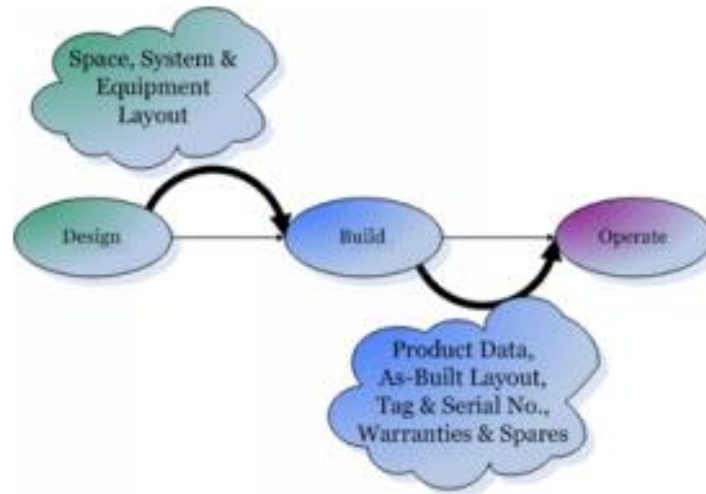 Space, System &
Equipment
Layout
Design
Build
Operate
Product Data,
As-Built Layout,
Tag & Serial No.,
Warranties & Spares